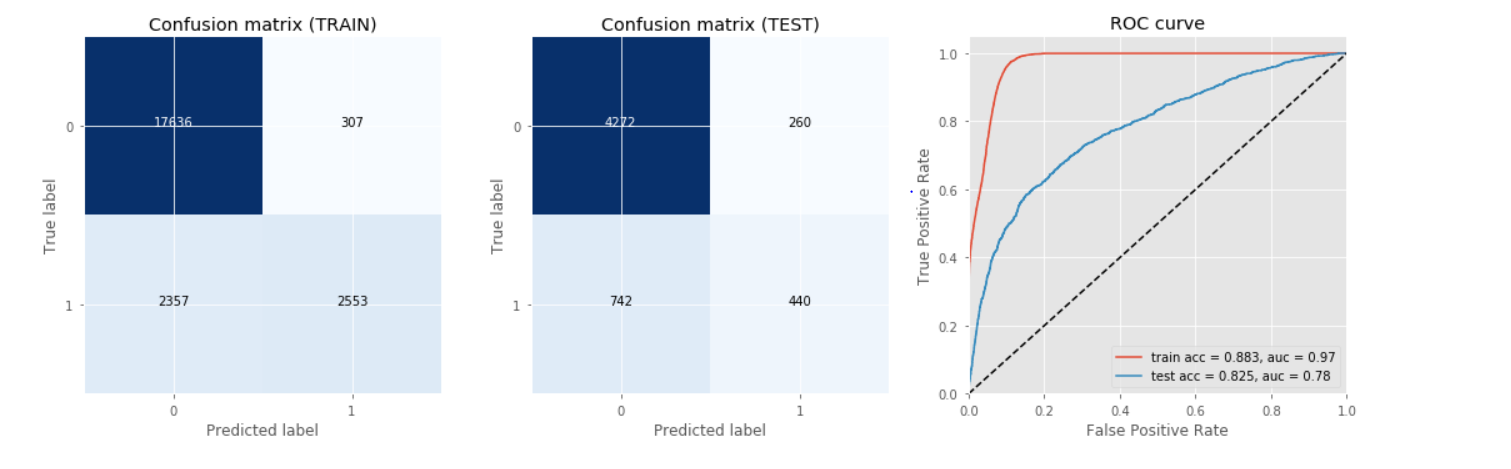 Confusion matrix (TRAIN)
True label
0
1
17636
307
2357
2553
0
1
Predicted label
Confusion matrix (TEST)
True label
0
1
4272
260
742
440
0
1
Predicted label
ROC curve
True Positive Rate
1.0
0.8
0.6
0.4
0.2
0.0
train acc = 0.883, auc = 0.97
test acc = 0.825, auc = 0.78
0.0
0.2
0.4
0.6
0.8
1.0
False Positive Rate